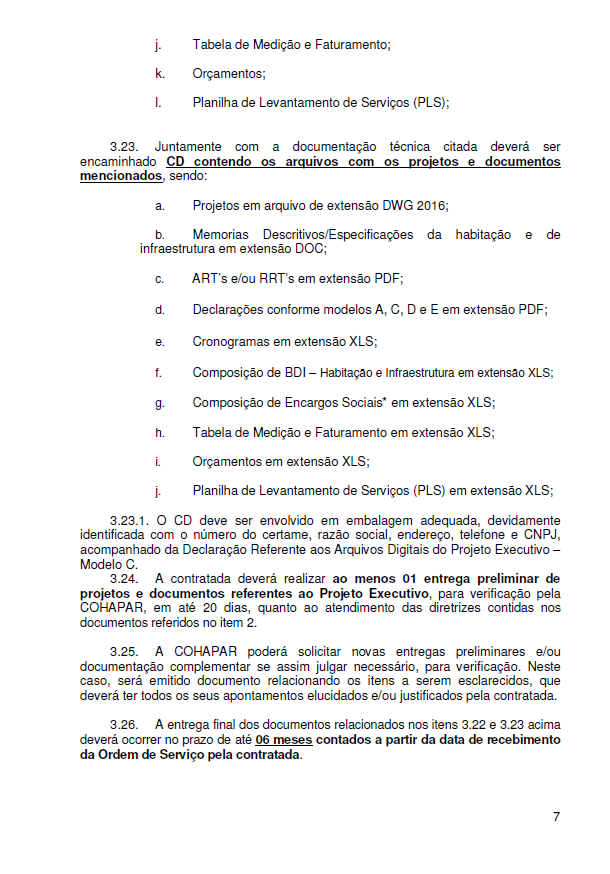 j. Tabela de Medição e Faturamento;
k. Orçamentos;
l. Planilha de Levantamento de Serviços (PLS);
3.23. Juntamente com a documentação técnica citada deverá ser
encaminhado CD contendo os arquivos com os projetos e documentos
mencionados, sendo:
a. Projetos em arquivo de extensão DWG 2016;
b. Memorias Descritivos/Especificações da habitação e de
infraestrutura em extensão DOC;
c. ART’s e/ou RRT’s em extensão PDF;
d. Declarações conforme modelos A, C, D e E em extensão PDF;
e. Cronogramas em extensão XLS;
f. Composição de BDI – Habitação e Infraestrutura em extensão XLS;
g. Composição de Encargos Sociais* em extensão XLS;
h. Tabela de Medição e Faturamento em extensão XLS;
i. Orçamentos em extensão XLS;
j. Planilha de Levantamento de Serviços (PLS) em extensão XLS;
3.23.1. O CD deve ser envolvido em embalagem adequada, devidamente
identificada com o número do certame, razão social, endereço, telefone e CNPJ,
acompanhado da Declaração Referente aos Arquivos Digitais do Projeto Executivo –
Modelo C.
3.24. A contratada deverá realizar ao menos 01 entrega preliminar de
projetos e documentos referentes ao Projeto Executivo, para verificação pela
COHAPAR, em até 20 dias, quanto ao atendimento das diretrizes contidas nos
documentos referidos no item 2.
3.25. A COHAPAR poderá solicitar novas entregas preliminares e/ou
documentação complementar se assim julgar necessário, para verificação. Neste
caso, será emitido documento relacionando os itens a serem esclarecidos, que
deverá ter todos os seus apontamentos elucidados e/ou justificados pela contratada.
3.26. A entrega final dos documentos relacionados nos itens 3.22 e 3.23 acima
deverá ocorrer no prazo de até 06 meses contados a partir da data de recebimento
da Ordem de Serviço pela contratada.
7